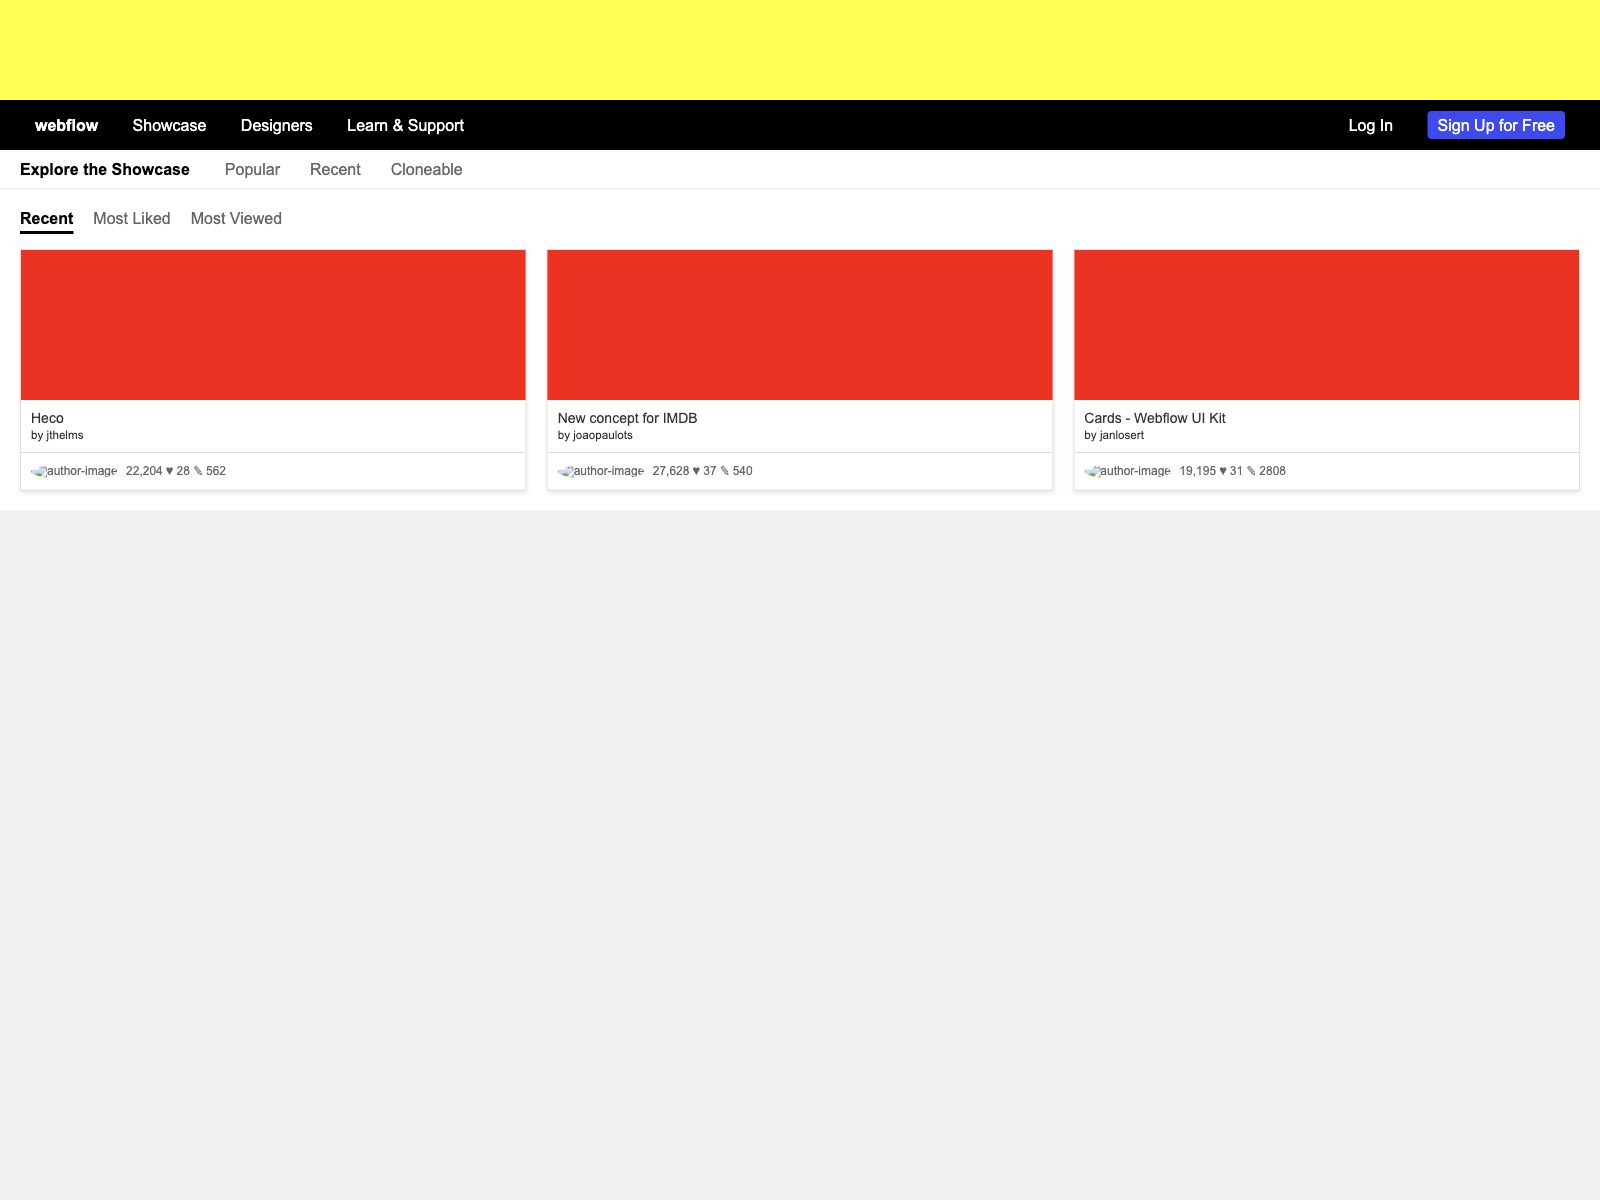 webflow Showcase Designers Learn & Support Log In Sign Up for Free
Explore the Showcase Popular Recent Cloneable
Recent Most Liked Most Viewed
Heco
by jthelms
author-image 22,204 ♥ 28 ✎ 562
New concept for IMDB
by joaopaulots
author-image 27,628 ♥ 37 ✎ 540
Cards - Webflow UI Kit
by janlosert
author-image 19,195 ♥ 31 ✎ 2808